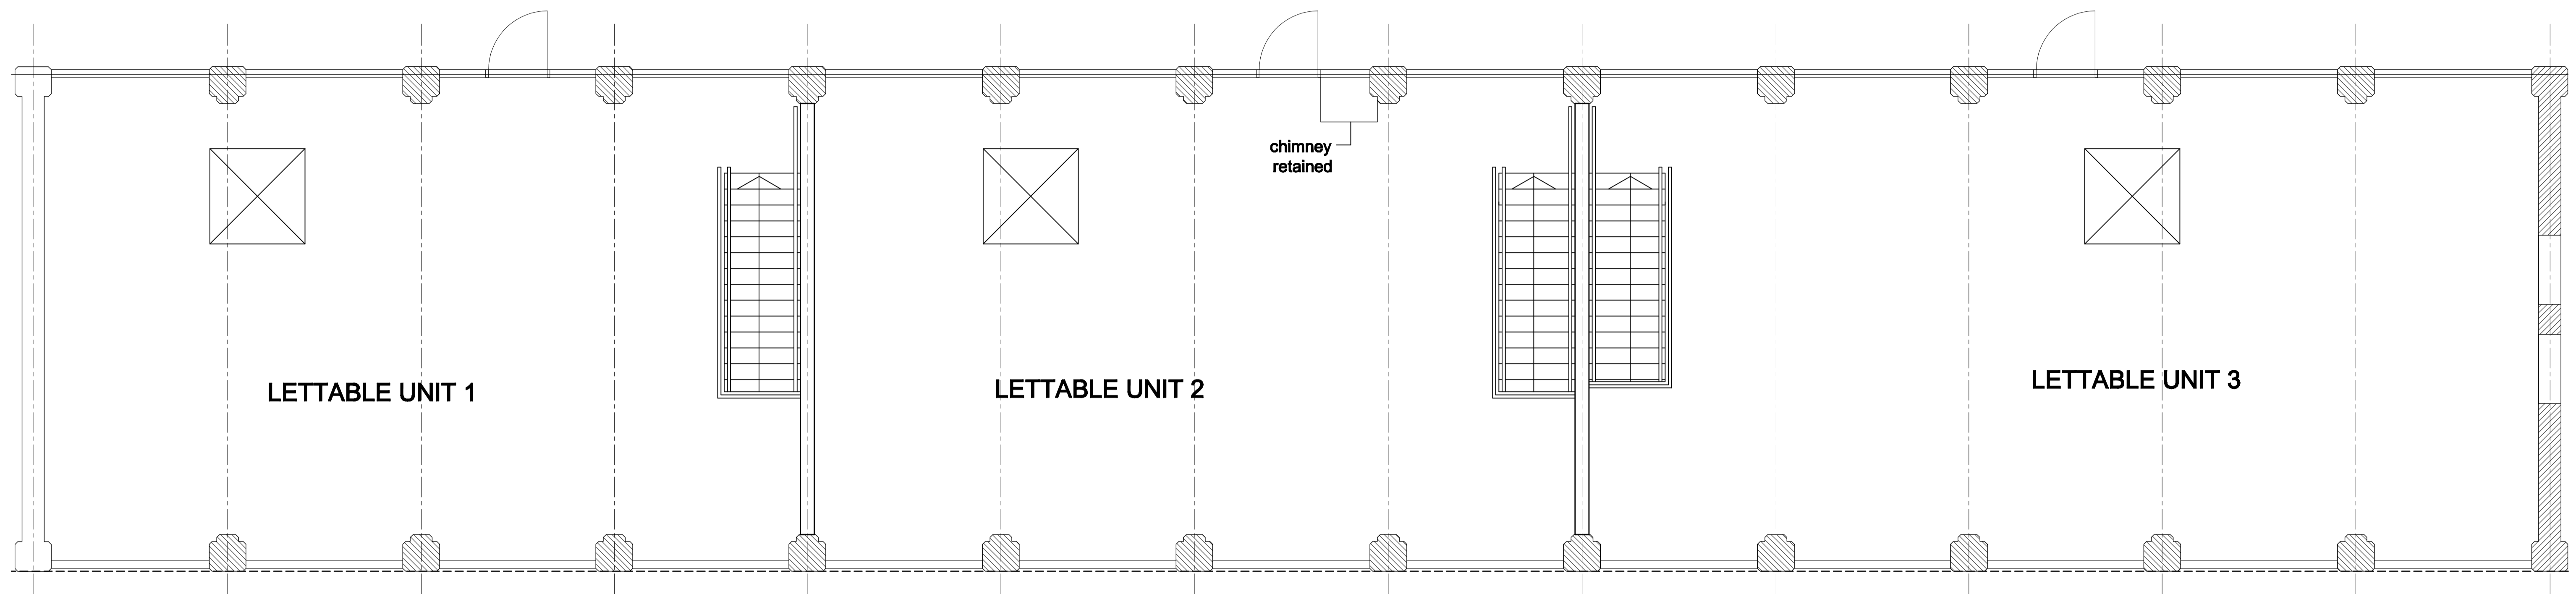 chimney
retained
LETTABLE UNIT 1
LETTABLE UNIT 2
LETTABLE UNIT 3